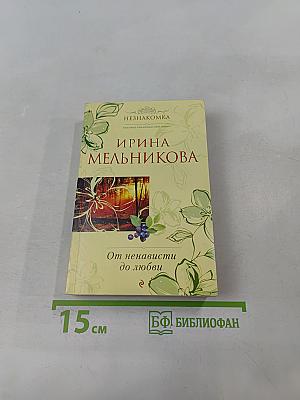 НЕЗНАКОМКА
ИРИНА
МЕЛЬНИКОВА
От ненависти
до любви
15 см
БФ БИБЛИОФАН